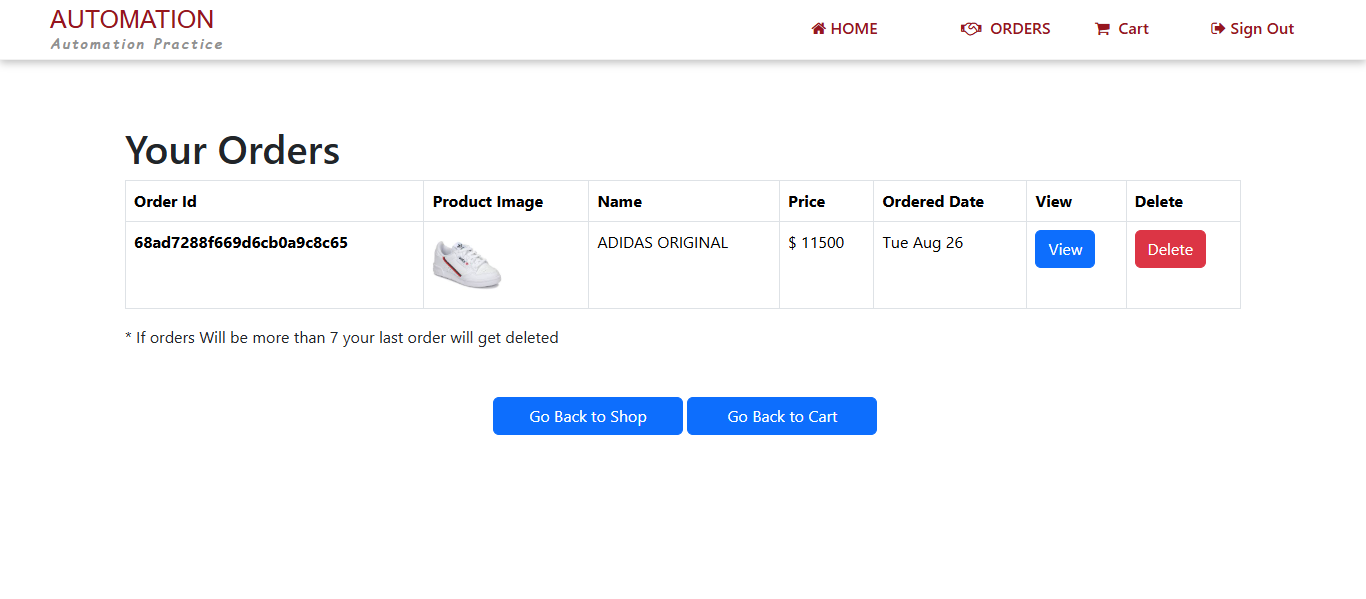 AUTOMATION
Automation Practice
HOME ORDERS Cart Sign Out
Your Orders
Order Id Product Image Name Price Ordered Date View Delete
68ad7288f669d6cb0a9c8c65 ADIDAS ORIGINAL $ 11500 Tue Aug 26 View Delete
* If orders Will be more than 7 your last order will get deleted
Go Back to Shop Go Back to Cart